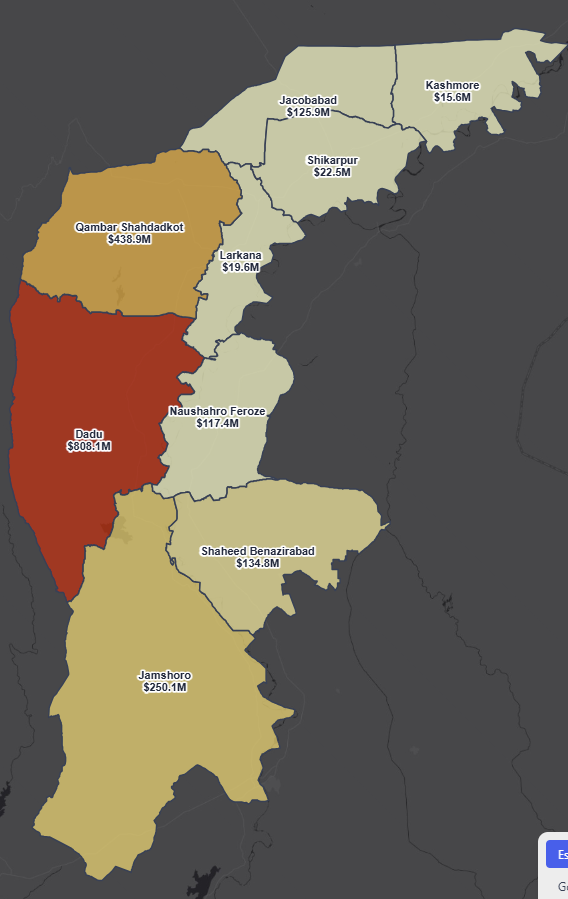 Kashmore
$15.6M
Jacobabad
$125.9M
Shikarpur
$22.5M
Qambar Shahdadkot
$438.9M
Larkana
$19.6M
Naushahro Feroze
$117.4M
Dadu
$808.1M
Shaheed Benazirabad
$134.8M
Jamshoro
$250.1M